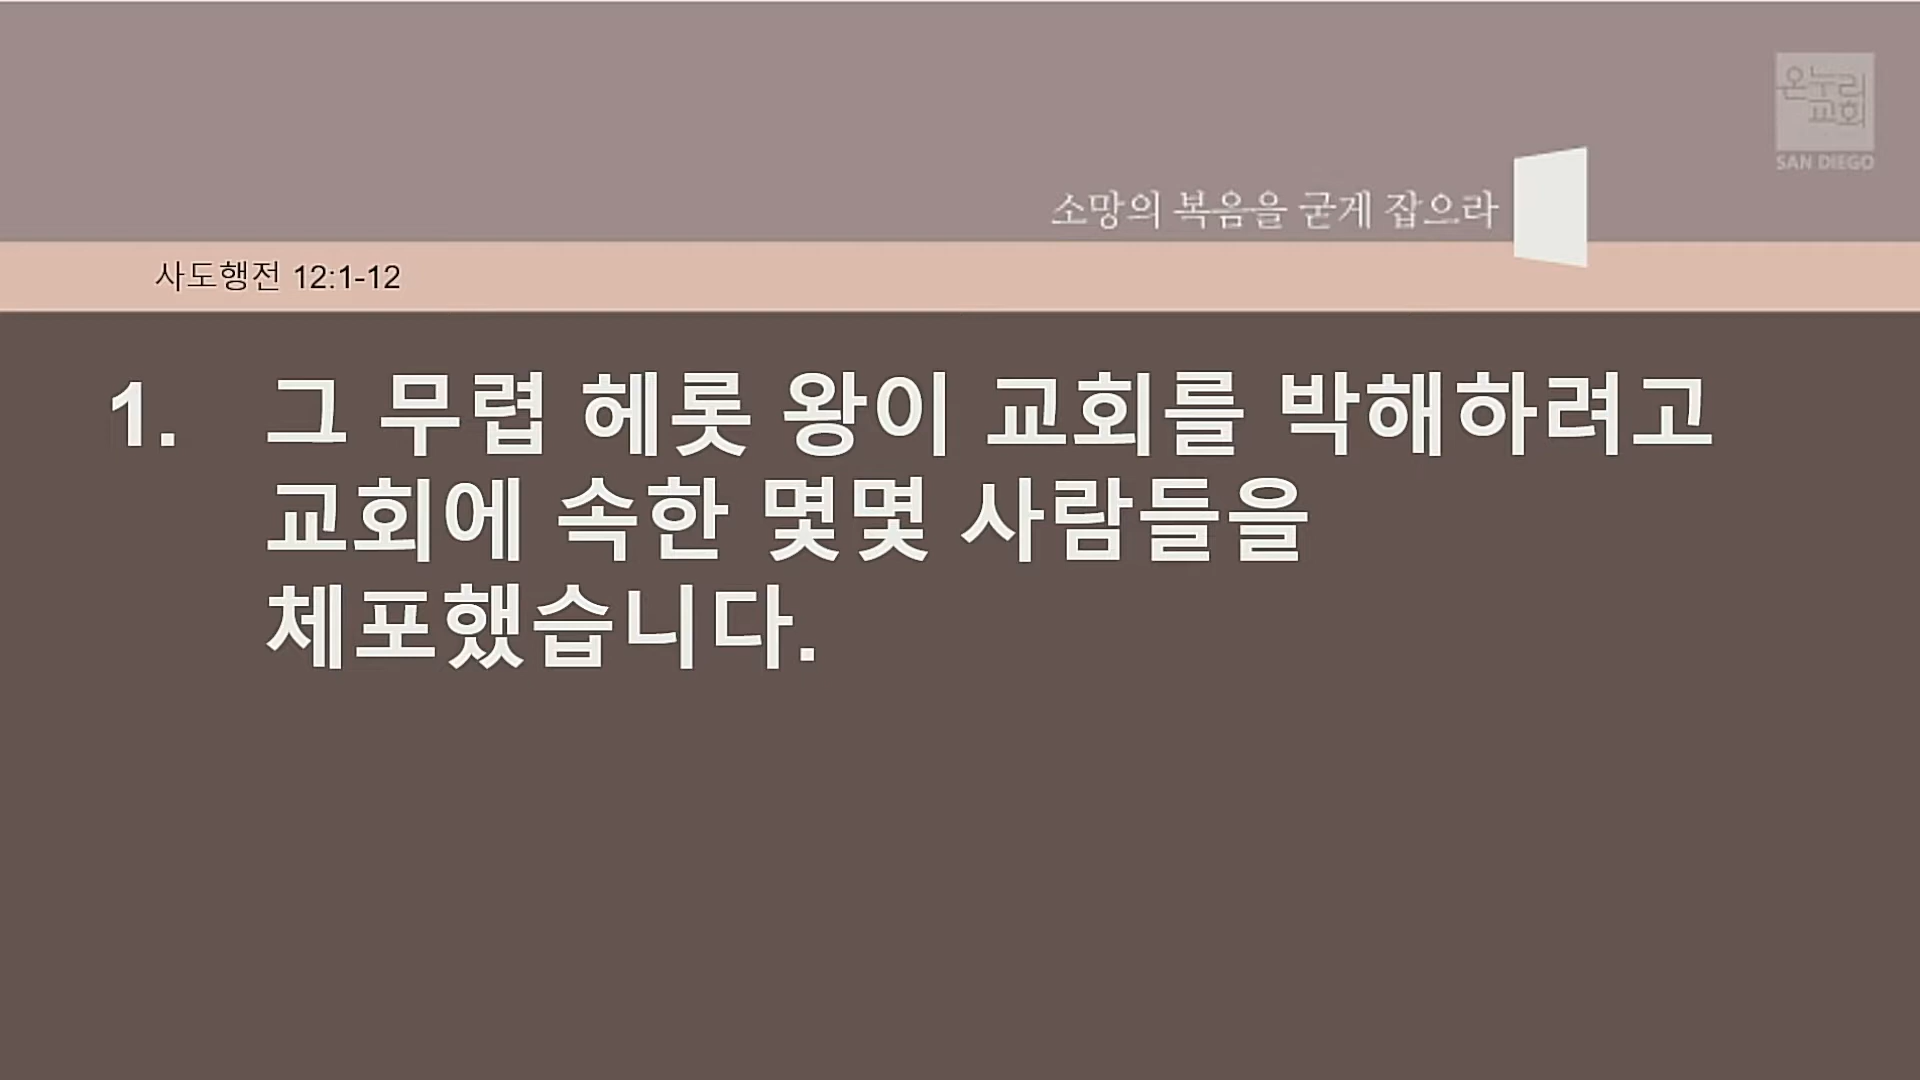 온누리
교회
SAN DIEGO
소망의 복음을 굳게 잡으라
사도행전 12:1-12
1. 그 무렵 헤롯 왕이 교회를 박해하려고
교회에 속한 몇몇 사람들을
체포했습니다.